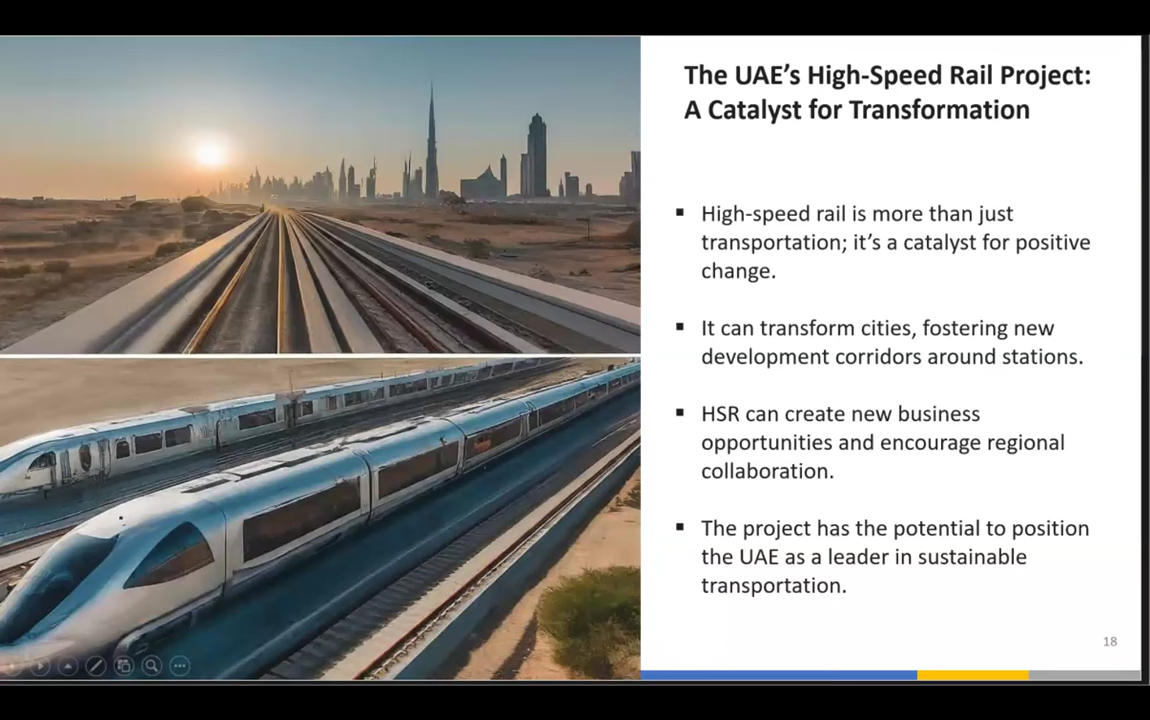 The UAE’s High-Speed Rail Project:
A Catalyst for Transformation
▪ High-speed rail is more than just
transportation; it’s a catalyst for positive
change.
▪ It can transform cities, fostering new
development corridors around stations.
▪ HSR can create new business
opportunities and encourage regional
collaboration.
▪ The project has the potential to position
the UAE as a leader in sustainable
transportation.
18